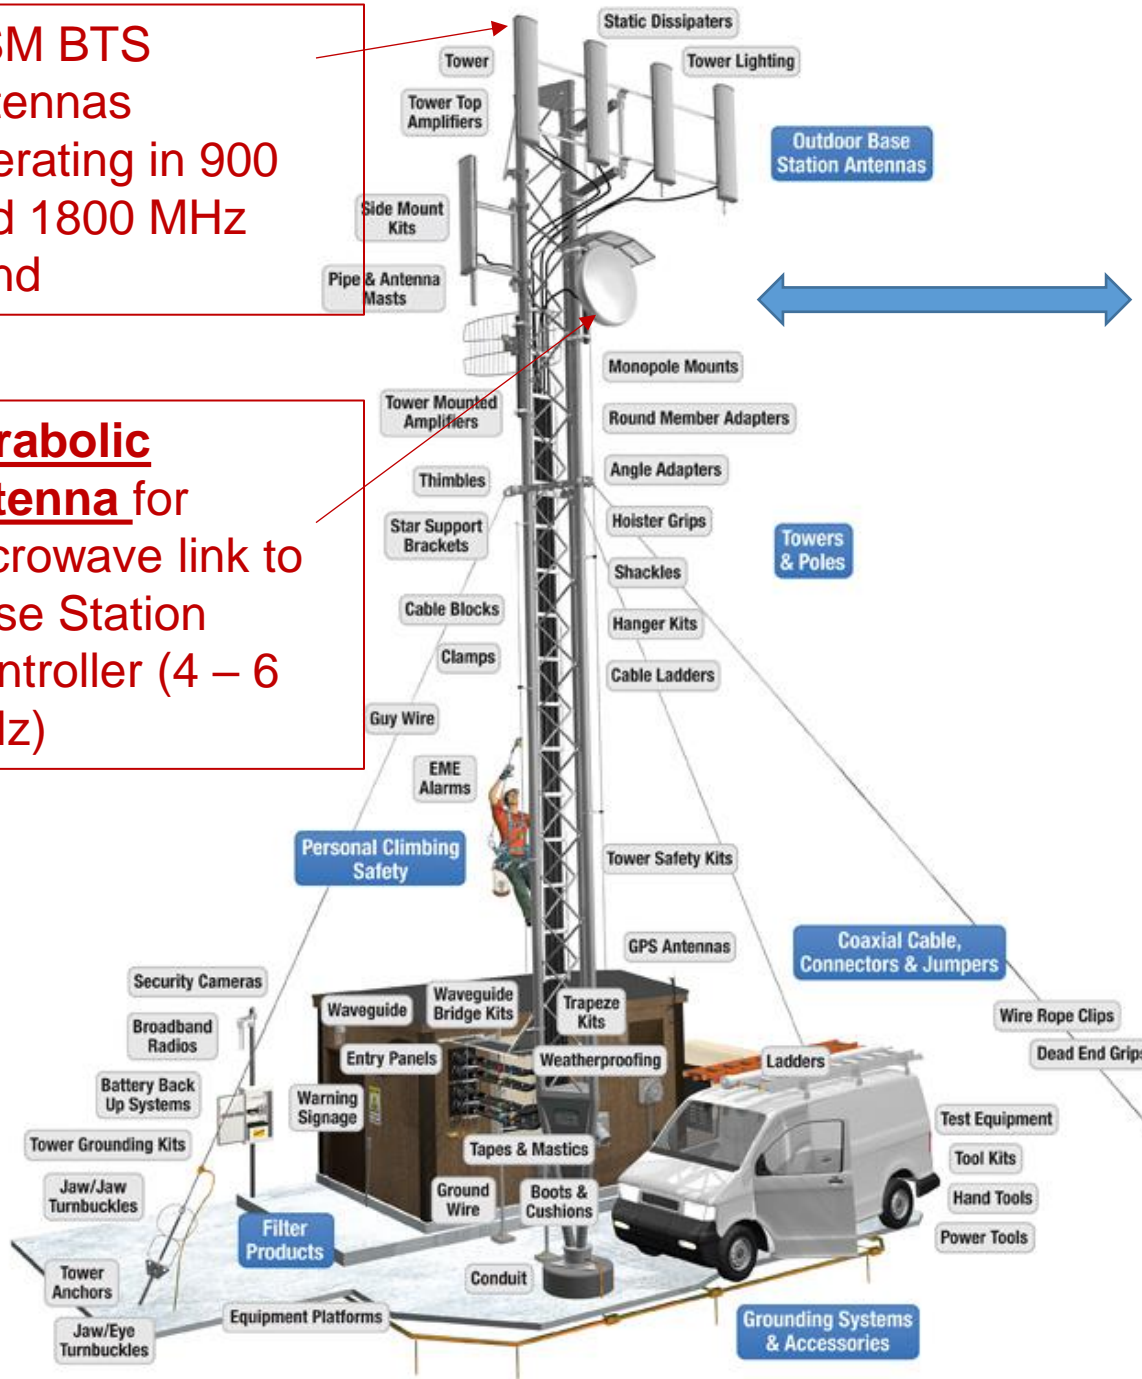 SM BTS
tennas
erating in 900
d 1800 MHz
nd
Static Dissipaters
Tower
Tower Lighting
Tower Top
Amplifiers
Outdoor Base
Station Antennas
Side Mount
Kits
Pipe & Antenna
Masts
Monopole Mounts
rabolic
tenna for
crowave link to
se Station
ntroller (4 – 6
Hz)
Tower Mounted
Amplifiers
Round Member Adapters
Thimbles
Angle Adapters
Star Support
Brackets
Hoister Grips
Towers
& Poles
Shackles
Cable Blocks
Hanger Kits
Clamps
Cable Ladders
Guy Wire
EME
Alarms
Personal Climbing
Safety
Tower Safety Kits
GPS Antennas
Coaxial Cable,
Connectors & Jumpers
Security Cameras
Waveguide
Waveguide
Bridge Kits
Trapeze
Kits
Wire Rope Clips
Broadband
Radios
Entry Panels
Weatherproofing
Ladders
Dead End Grips
Battery Back
Up Systems
Warning
Signage
Test Equipment
Tower Grounding Kits
Tapes & Mastics
Tool Kits
Jaw/Jaw
Turnbuckles
Ground
Wire
Boots &
Cushions
Hand Tools
Filter
Products
Power Tools
Tower
Anchors
Conduit
Equipment Platforms
Jaw/Eye
Turnbuckles
Grounding Systems
& Accessories